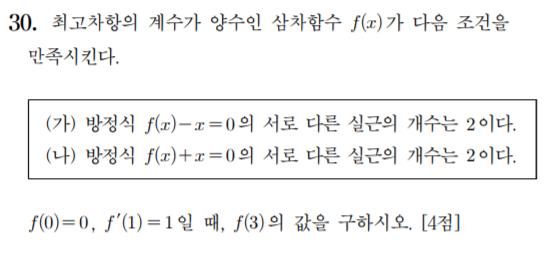 30. 최고차항의 계수가 양수인 삼차함수 f(x)가 다음 조건을
만족시킨다.
(가) 방정식 f(x)-x=0의 서로 다른 실근의 개수는 2이다.
(나) 방정식 f(x)+x=0의 서로 다른 실근의 개수는 2이다.
f(0)=0, f′(1)=1일 때, f(3)의 값을 구하시오. [4점]